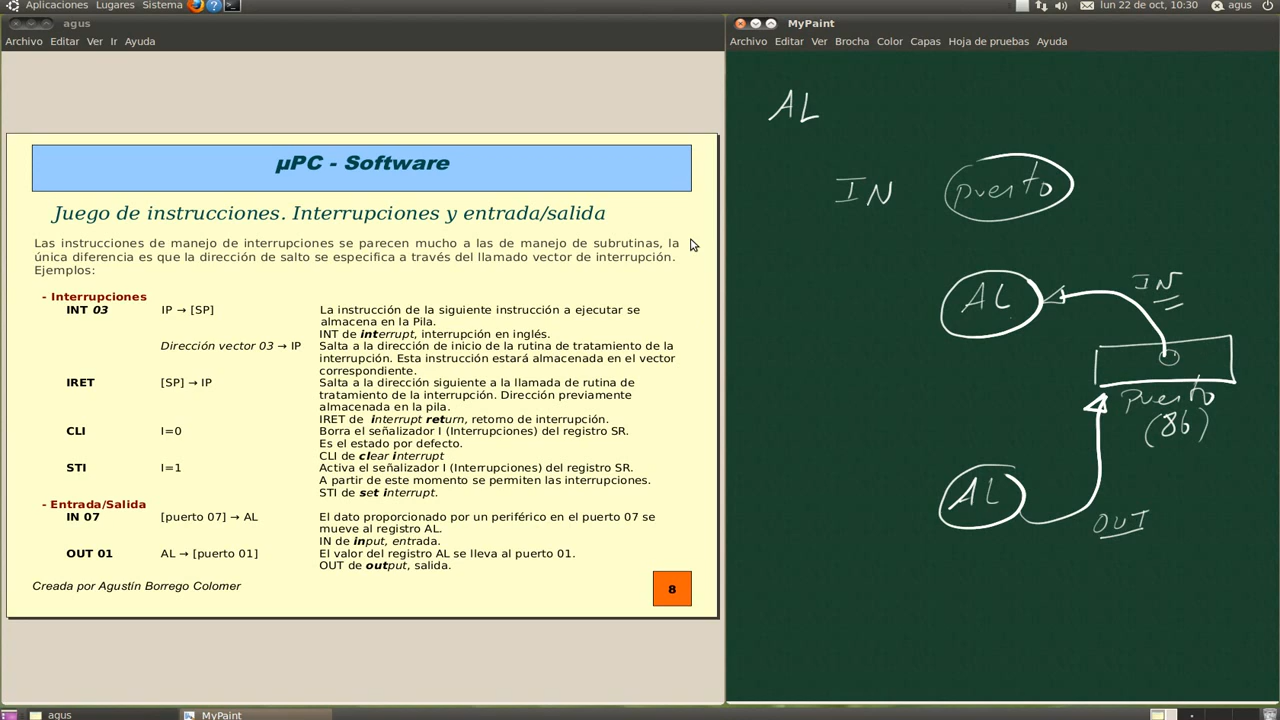 Aplicaciones Lugares Sistema
lun 22 de oct, 10:30 agus
agus
Archivo Editar Ver Ir Ayuda
µPC - Software
Juego de instrucciones. Interrupciones y entrada/salida
Las instrucciones de manejo de interrupciones se parecen mucho a las de manejo de subrutinas, la
única diferencia es que la dirección de salto se especifica a través del llamado vector de interrupción.
Ejemplos:
- Interrupciones
INT 03 IP → [SP] La instrucción de la siguiente instrucción a ejecutar se
almacena en la Pila.
INT de interrupt, interrupción en inglés.
Dirección vector 03 → IP Salta a la dirección de inicio de la rutina de tratamiento de la
interrupción. Esta instrucción estará almacenada en el vector
correspondiente.
IRET [SP] → IP Salta a la dirección siguiente a la llamada de rutina de
tratamiento de la interrupción. Dirección previamente
almacenada en la pila.
IRET de interrupt return, retorno de interrupción.
CLI I=0 Borra el señalizador I (Interrupciones) del registro SR.
Es el estado por defecto.
CLI de clear interrupt
STI I=1 Activa el señalizador I (Interrupciones) del registro SR.
A partir de este momento se permiten las interrupciones.
STI de set interrupt.
- Entrada/Salida
IN 07 [puerto 07] → AL El dato proporcionado por un periférico en el puerto 07 se
mueve al registro AL.
IN de input, entrada.
OUT 01 AL → [puerto 01] El valor del registro AL se lleva al puerto 01.
OUT de output, salida.
Creada por Agustín Borrego Colomer
8
MyPaint
Archivo Editar Ver Brocha Color Capas Hoja de pruebas Ayuda
AL
IN puerto
IN
AL
puerto
(8b)
AL
OUT
agus
MyPaint